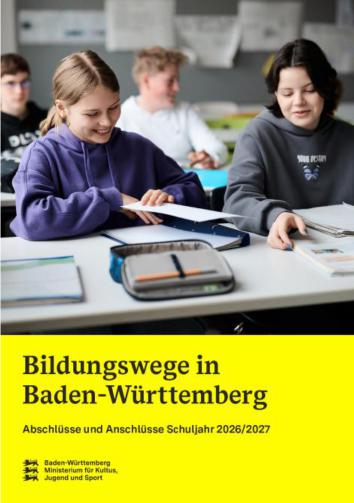 Bildungswege in
Baden-Württemberg
Abschlüsse und Anschlüsse Schuljahr 2026/2027
Baden-Württemberg
Ministerium für Kultus,
Jugend und Sport